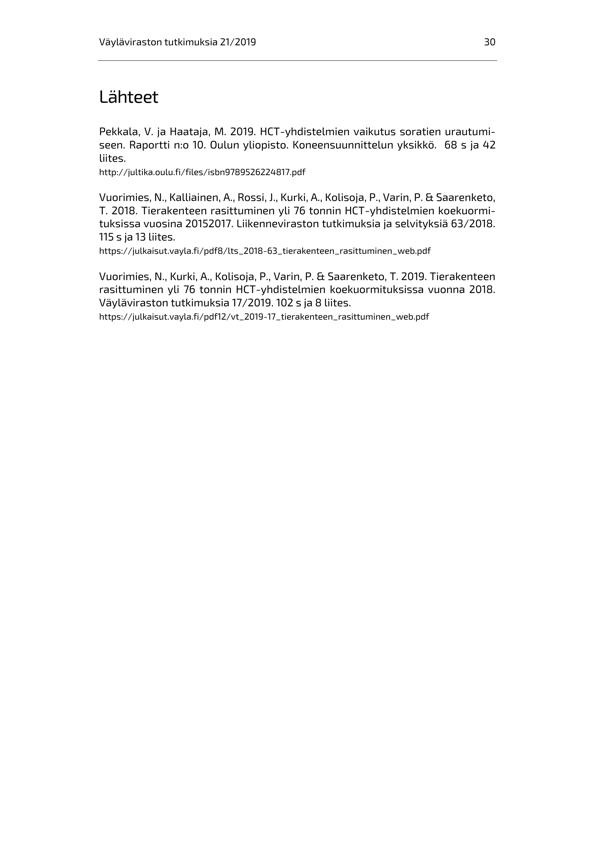 Väyläviraston tutkimuksia 21/2019 30
Lähteet
Pekkala, V. ja Haataja, M. 2019. HCT-yhdistelmien vaikutus soratien urautumi-
seen. Raportti n:o 10. Oulun yliopisto. Koneensuunnittelun yksikkö.  68 s ja 42
liites.
http://jultika.oulu.fi/files/isbn9789526224817.pdf
Vuorimies, N., Kalliainen, A., Rossi, J., Kurki, A., Kolisoja, P., Varin, P. & Saarenketo,
T. 2018. Tierakenteen rasittuminen yli 76 tonnin HCT-yhdistelmien koekuormi-
tuksissa vuosina 20152017. Liikenneviraston tutkimuksia ja selvityksiä 63/2018.
115 s ja 13 liites.
https://julkaisut.vayla.fi/pdf8/lts_2018-63_tierakenteen_rasittuminen_web.pdf
Vuorimies, N., Kurki, A., Kolisoja, P., Varin, P. & Saarenketo, T. 2019. Tierakenteen
rasittuminen yli 76 tonnin HCT-yhdistelmien koekuormituksissa vuonna 2018.
Väyläviraston tutkimuksia 17/2019. 102 s ja 8 liites.
https://julkaisut.vayla.fi/pdf12/vt_2019-17_tierakenteen_rasittuminen_web.pdf